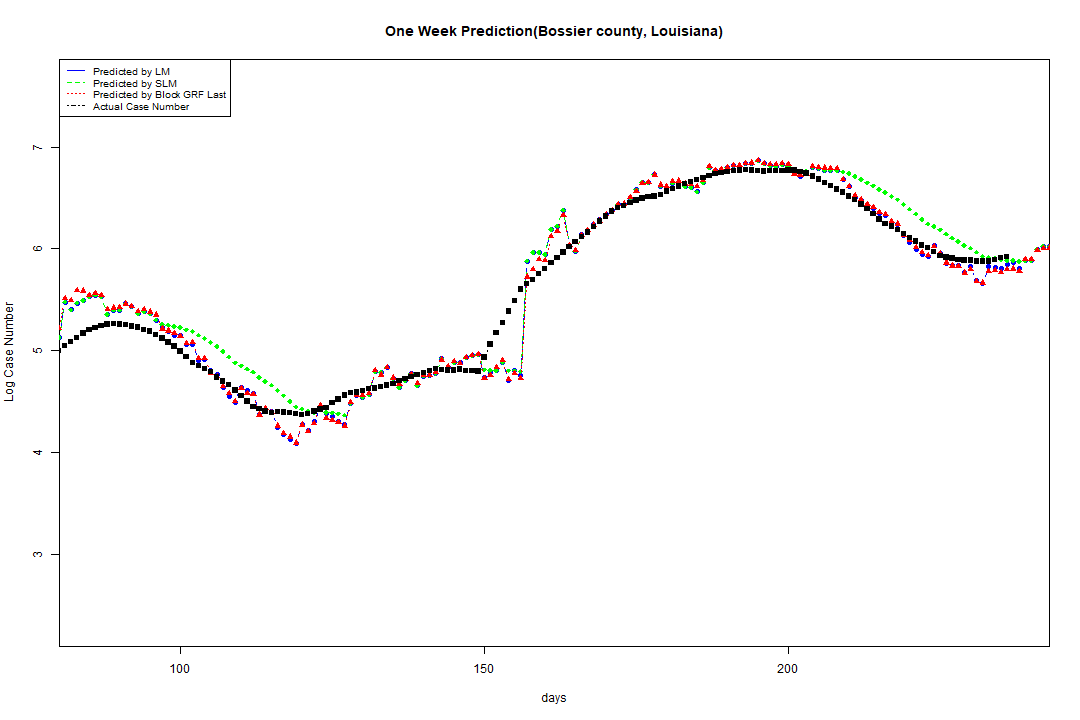 One Week Prediction(Bossier county, Louisiana)
Predicted by LM
Predicted by SLM
Predicted by Block GRF Last
Actual Case Number
7
6
5
4
3
Log Case Number
100 150 200
days